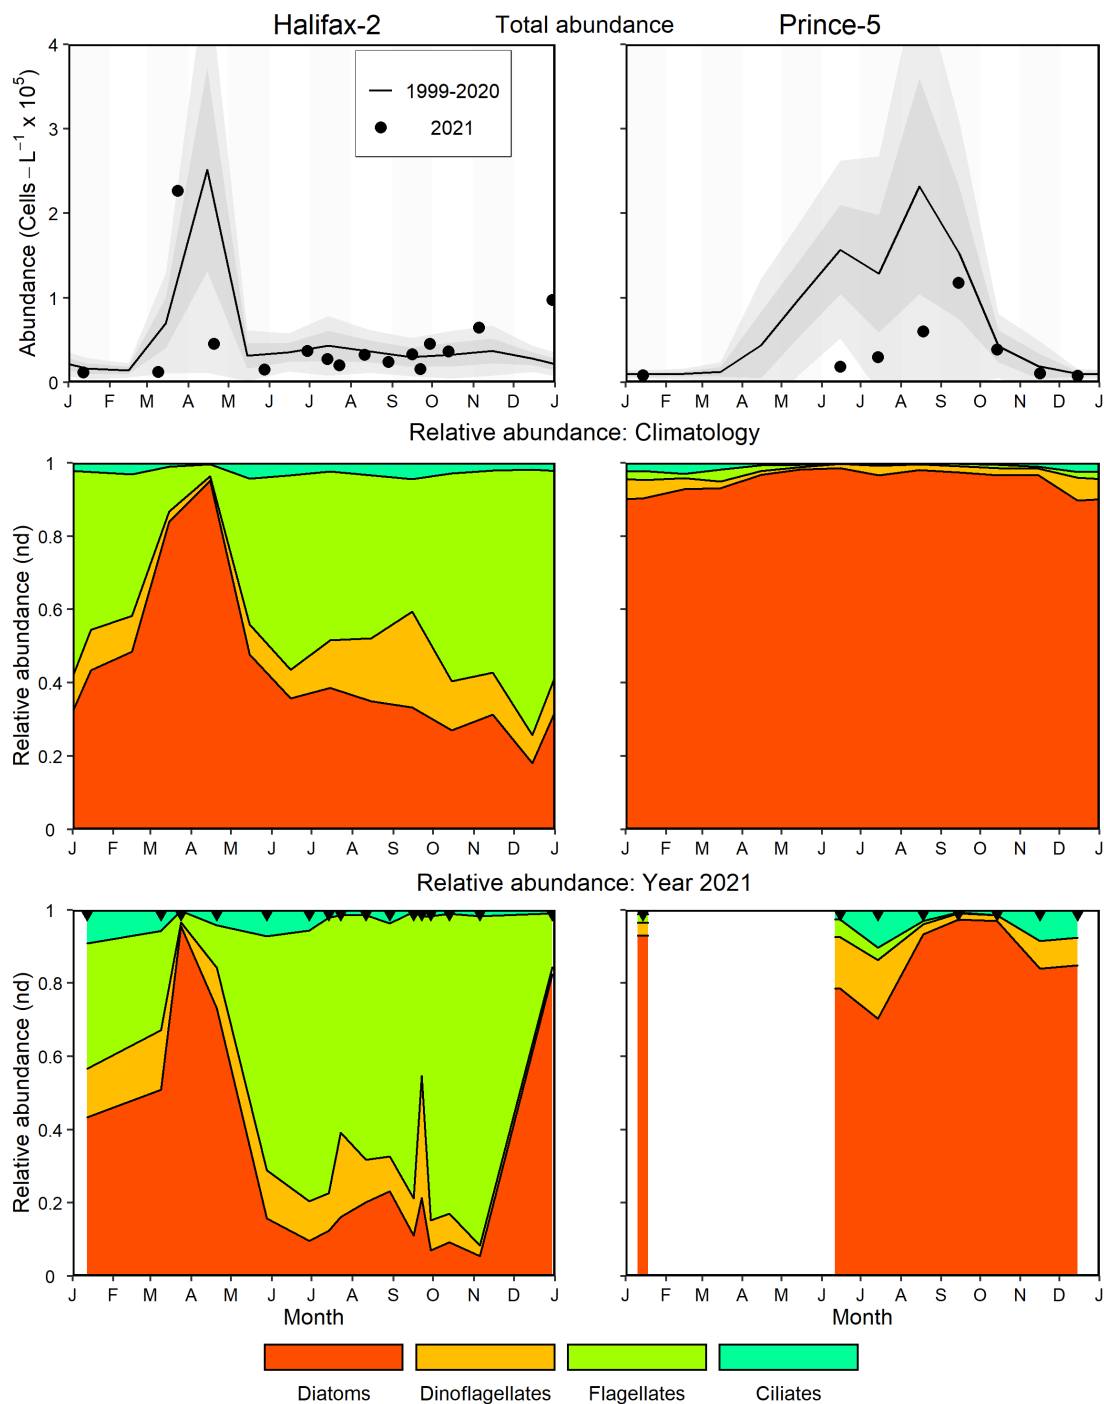 Halifax-2 Total abundance Prince-5
Abundance (Cells−L⁻¹ x 10⁵)
4
3
2
1
0
1999-2020
2021
J F M A M J J A S O N D J
J F M A M J J A S O N D J
Relative abundance: Climatology
Relative abundance (nd)
1
0.8
0.6
0.4
0.2
0
J F M A M J J A S O N D J
J F M A M J J A S O N D J
Relative abundance: Year 2021
Relative abundance (nd)
1
0.8
0.6
0.4
0.2
0
J F M A M J J A S O N D J
J F M A M J J A S O N D J
Month Month
Diatoms Dinoflagellates Flagellates Ciliates